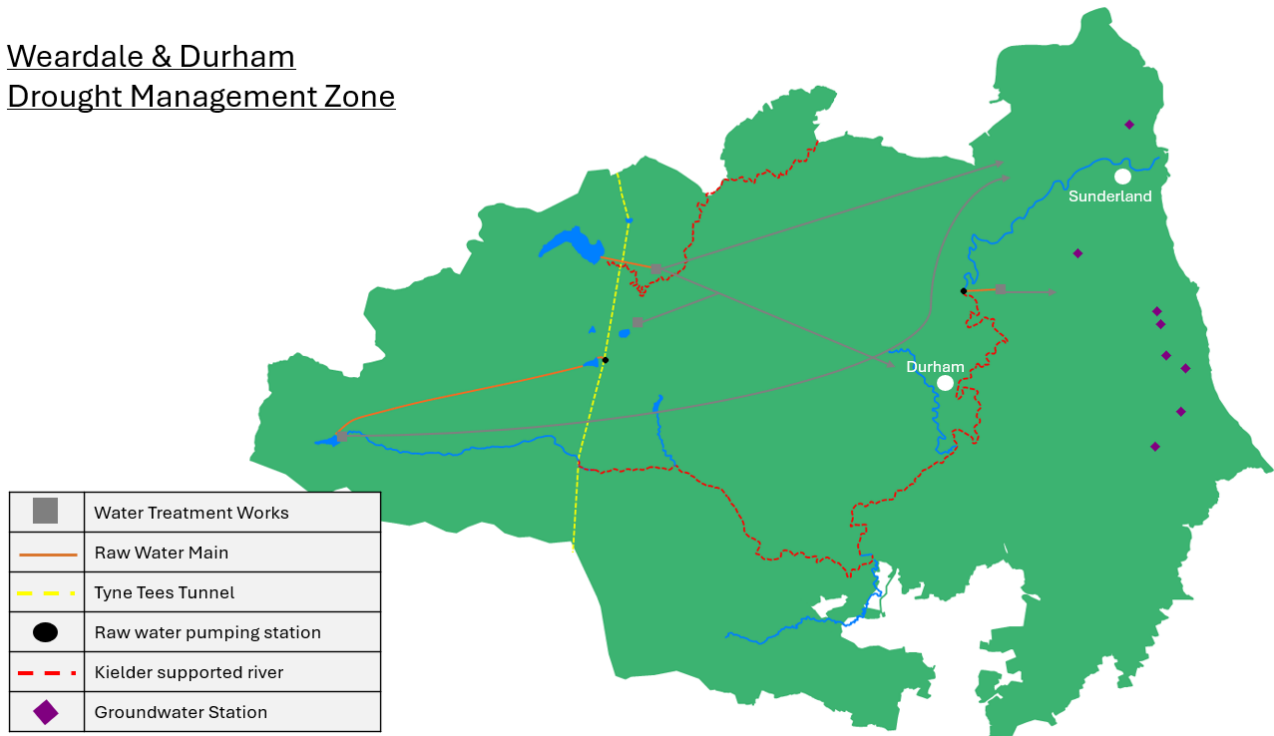 Weardale & Durham
Drought Management Zone
Sunderland
Durham
Water Treatment Works
Raw Water Main
Tyne Tees Tunnel
Raw water pumping station
Kielder supported river
Groundwater Station